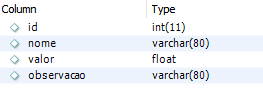 Column Type
id int(11)
nome varchar(80)
valor float
observacao varchar(80)